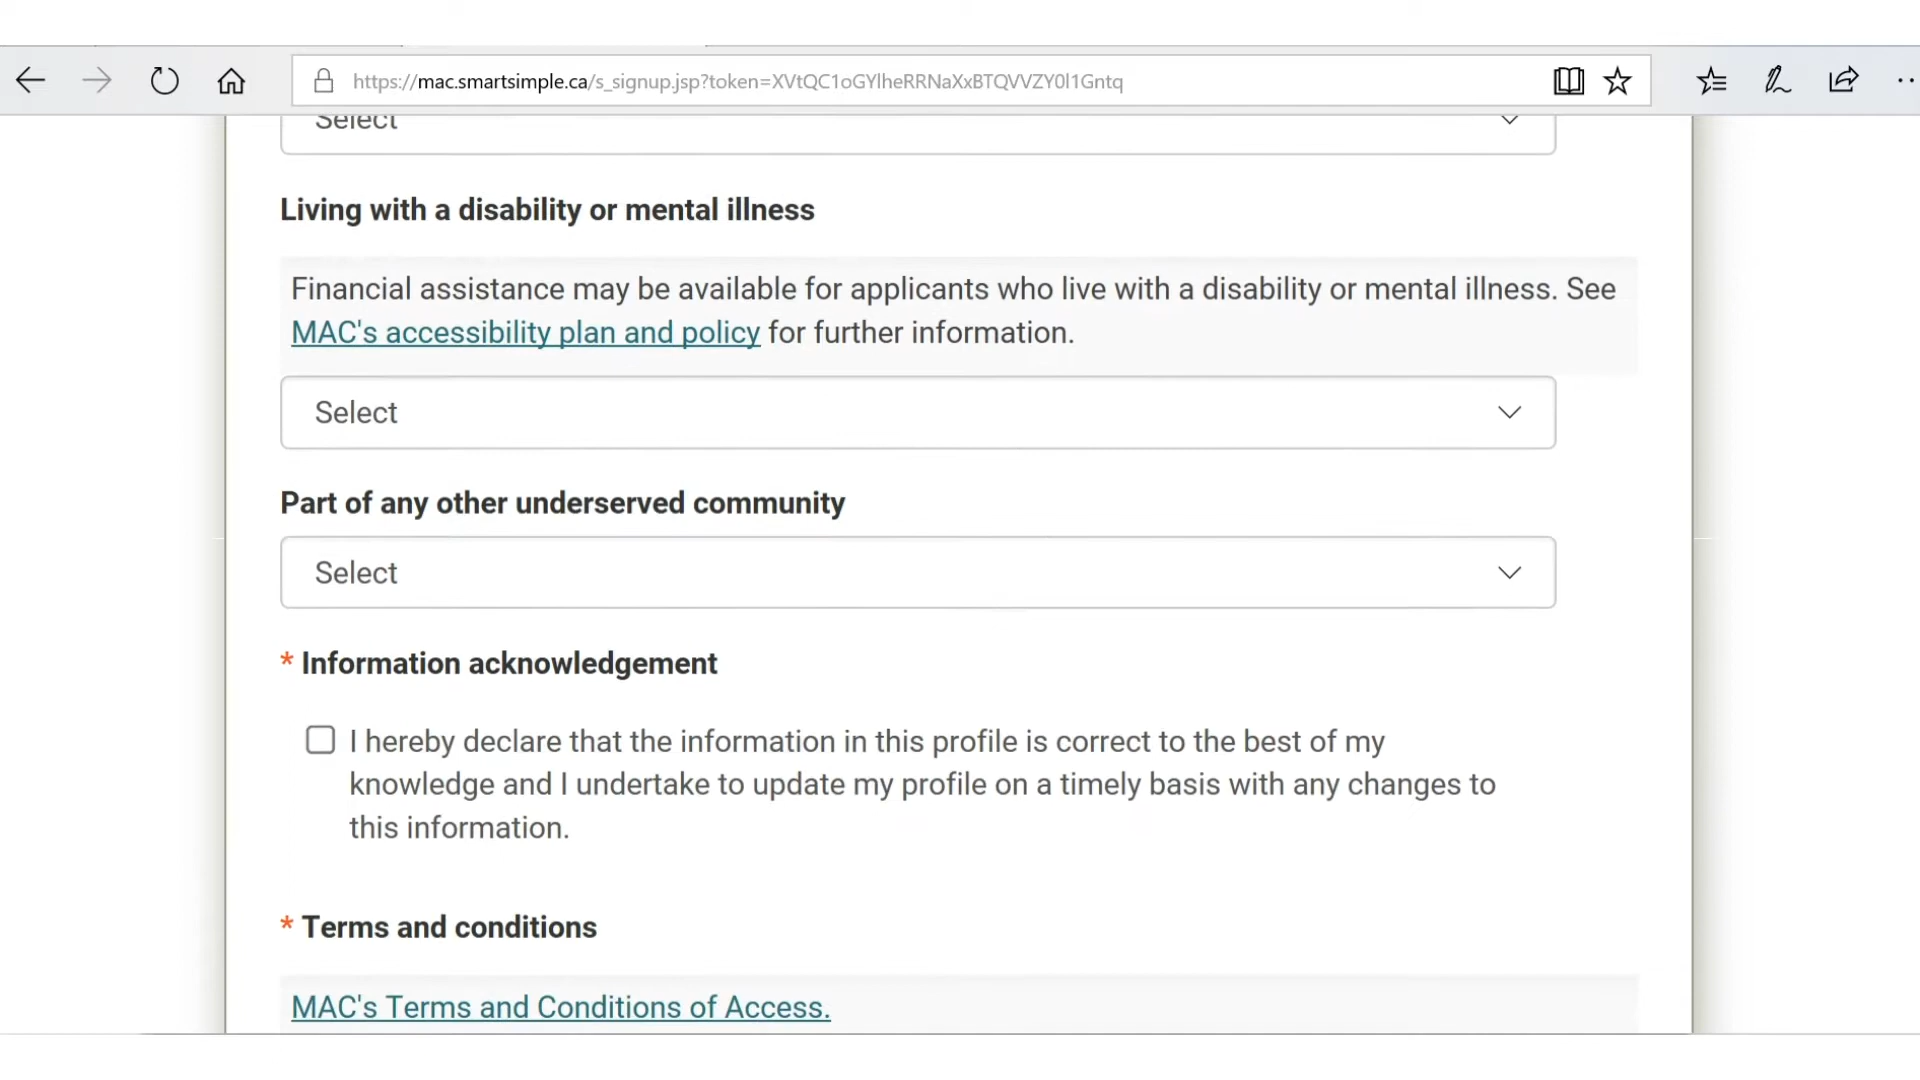 https://mac.smartsimple.ca/s_signup.jsp?token=XVtQC1oGYlheRRNaXxBTQVVZY0l1Gntq
Select
Living with a disability or mental illness
Financial assistance may be available for applicants who live with a disability or mental illness. See
MAC's accessibility plan and policy for further information.
Select
Part of any other underserved community
Select
* Information acknowledgement
I hereby declare that the information in this profile is correct to the best of my
knowledge and I undertake to update my profile on a timely basis with any changes to
this information.
* Terms and conditions
MAC's Terms and Conditions of Access.